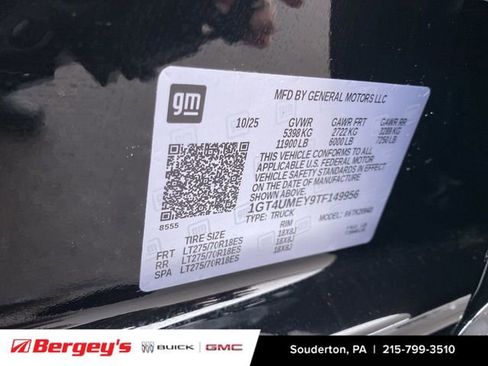 gm
MFD BY GENERAL MOTORS LLC
10/25 GVWR GAWR FRT GAWR RR
5398 KG 2722 KG 3289 KG
11900 LB 6000 LB 7250 LB
THIS VEHICLE CONFORMS TO ALL
APPLICABLE U.S. FEDERAL MOTOR
VEHICLE SAFETY STANDARDS IN
EFFECT ON THE DATE OF
MANUFACTURE SHOWN ABOVE.
1GT4UMEY9TF149956
TYPE: TRUCK
8555
TIRE SIZE RIM
FRT LT275/70R18ES 18X8J
RR LT275/70R18ES 18X8J
SPA LT275/70R18ES 18X8J
Bergey's BUICK GMC Souderton, PA | 215-799-3510